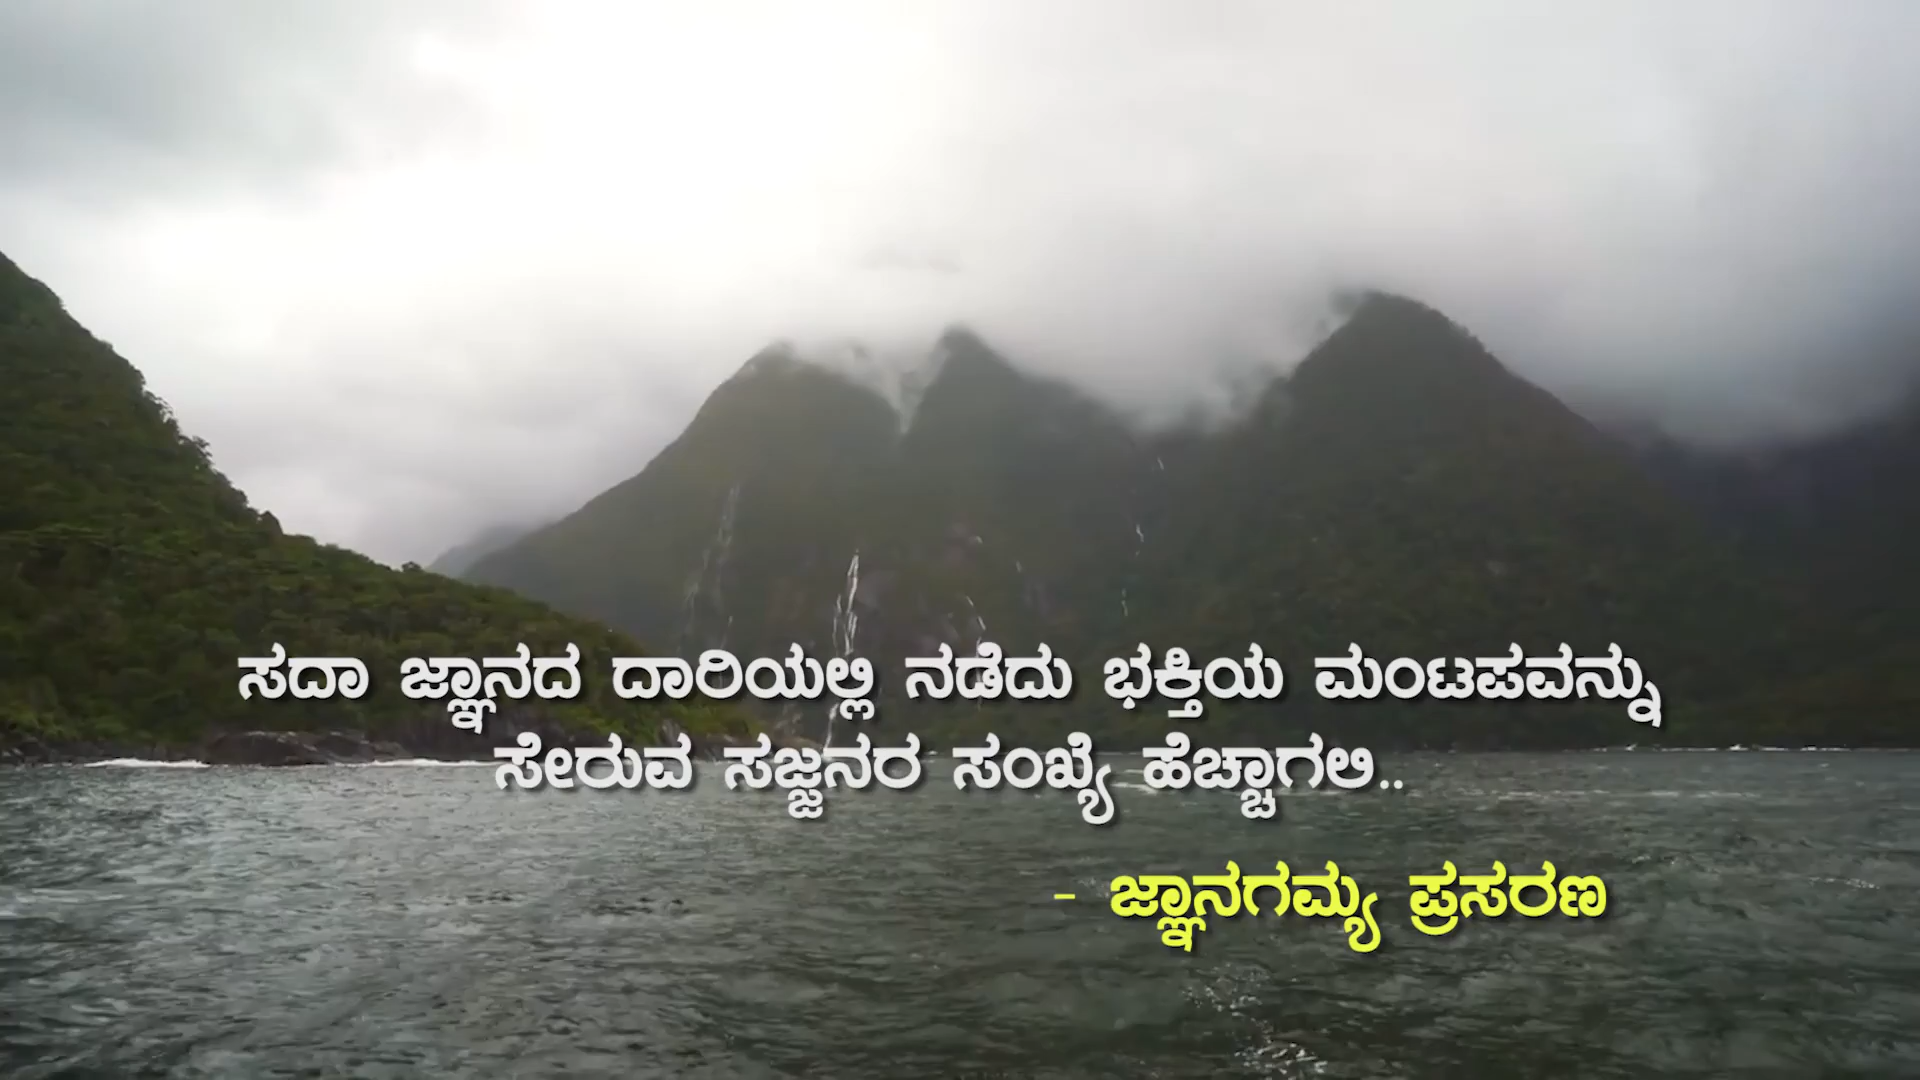 ಸದಾ ಜ್ಞಾನದ ದಾರಿಯಲ್ಲಿ ನಡೆದು ಭಕ್ತಿಯ ಮಂಟಪವನ್ನು
ಸೇರುವ ಸಜ್ಜನರ ಸಂಖ್ಯೆ ಹೆಚ್ಚಾಗಲಿ..
- ಜ್ಞಾನಗಮ್ಯ ಪ್ರಸರಣ